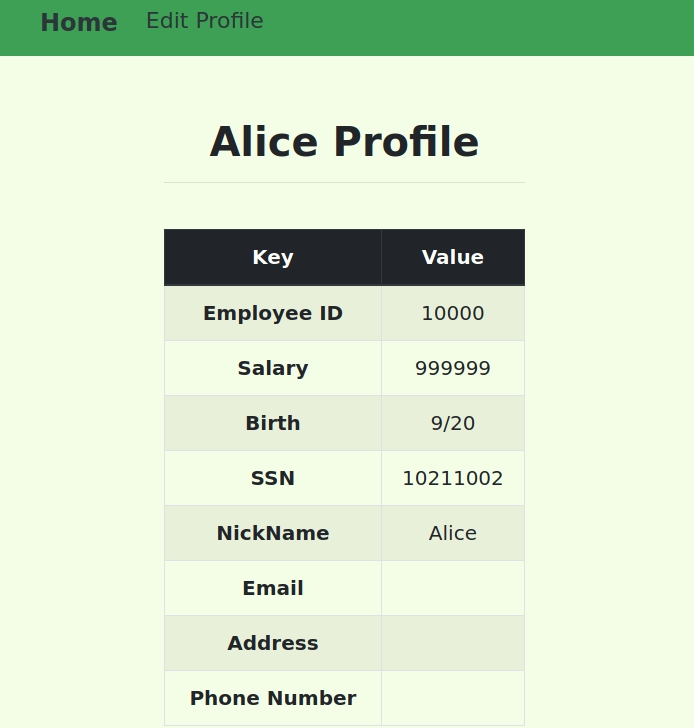 Home Edit Profile
Alice Profile
Key Value
Employee ID 10000
Salary 999999
Birth 9/20
SSN 10211002
NickName Alice
Email
Address
Phone Number